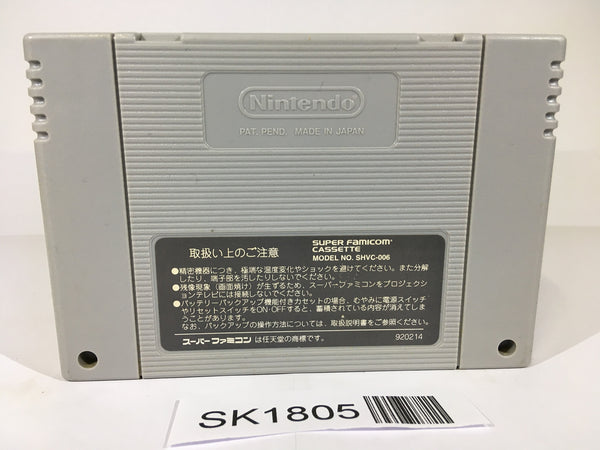 Nintendo
PAT. PEND. MADE IN JAPAN
取扱い上のご注意
SUPER FAMICOM
CASSETTE
MODEL NO. SHVC-006
●精密機器につき、極端な温度変化やショックを避けてください。また分解
したり、端子部を汚したりしないでください。
●残像現象（画面焼け）が生ずるため、スーパーファミコンをプロジェクシ
ョンテレビには接続しないでください。
●バッテリーバックアップ機能付きカセットの場合、むやみに電源スイッチ
やリセットスイッチをON・OFFすると、蓄積されている内容が消えてしま
うことがあります。
なお、バックアップの操作方法については、取扱説明書をご参照ください。
スーパーファミコン は任天堂の商標です。
920214
SK1805